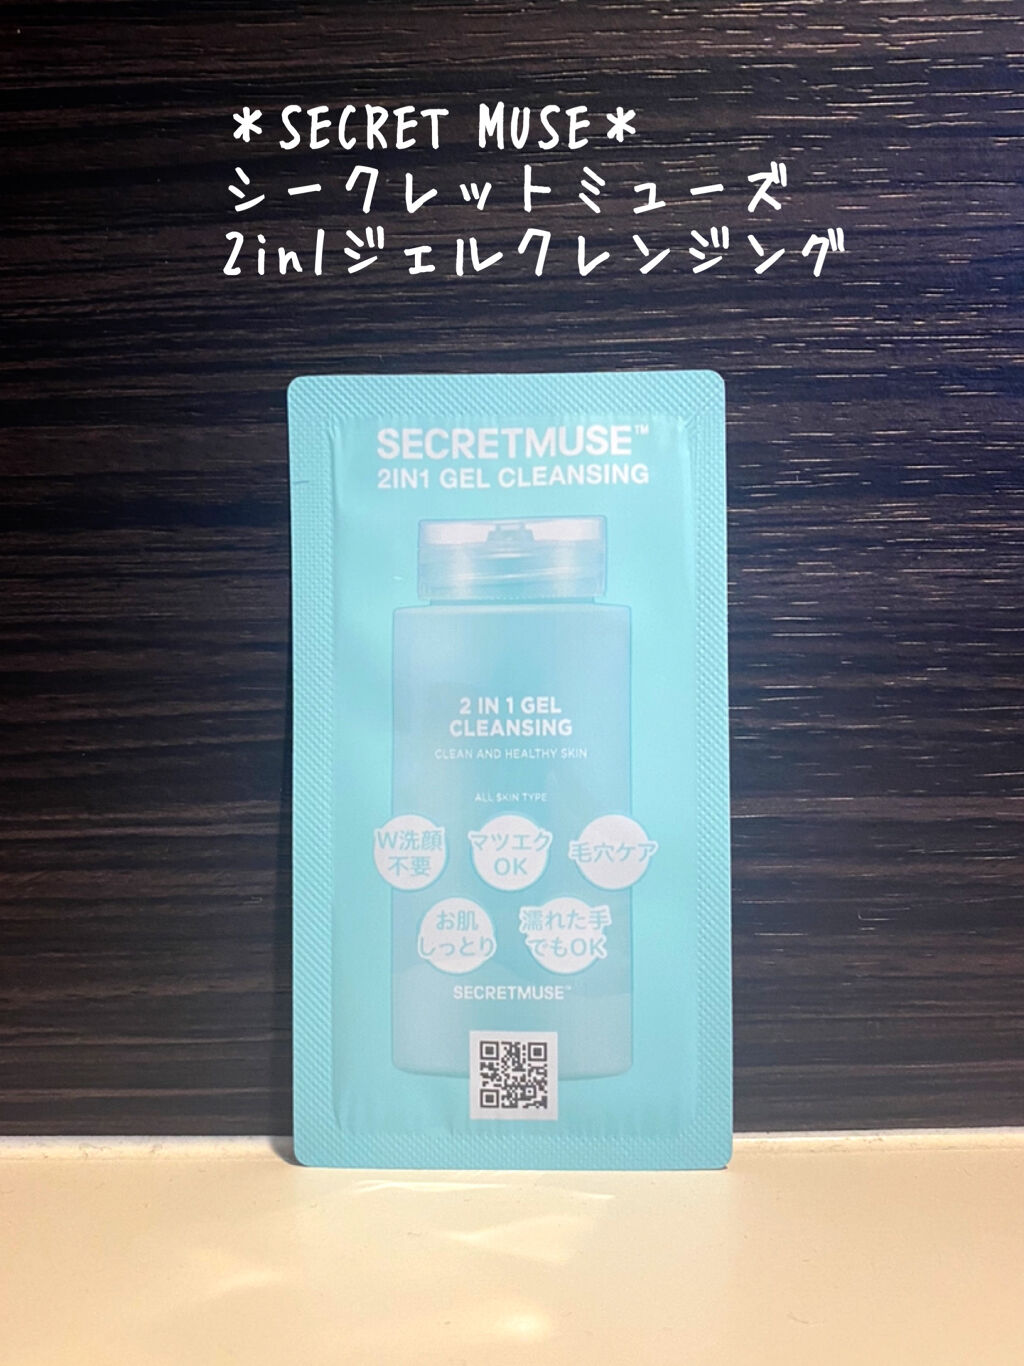 *SECRET MUSE*
シークレットミューズ
2in1ジェルクレンジング
SECRETMUSE™
2IN1 GEL CLEANSING
2 IN 1 GEL
CLEANSING
CLEAN AND HEALTHY SKIN
ALL SKIN TYPE
W洗顔
不要
マツエク
OK
毛穴ケア
お肌
しっとり
濡れた手
でもOK
SECRETMUSE™